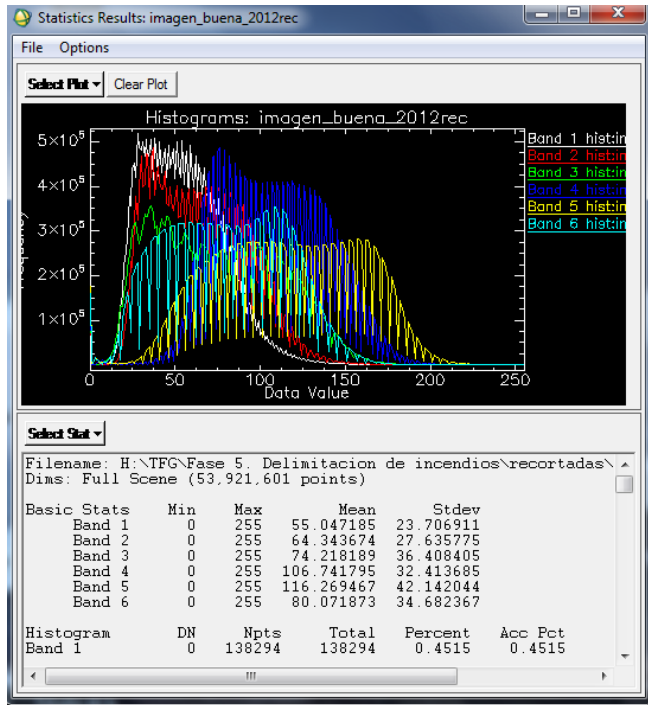 Statistics Results: imagen_buena_2012rec
File Options
Select Plot Clear Plot
Histograms: imagen_buena_2012rec
5×10⁵
4×10⁵
3×10⁵
2×10⁵
1×10⁵
0 50 100 150 200 250
Data Value
Band 1 hist:in
Band 2 hist:in
Band 3 hist:in
Band 4 hist:in
Band 5 hist:in
Band 6 hist:in
Select Stat
Filename: H:\TFG\Fase 5. Delimitacion de incendios\recortadas\
Dims: Full Scene (53,921,601 points)
Basic Stats Min Max Mean Stdev
Band 1 0 255 55.047185 23.706911
Band 2 0 255 64.343674 27.635775
Band 3 0 255 74.218189 36.408405
Band 4 0 255 106.741795 32.413685
Band 5 0 255 116.269467 42.142044
Band 6 0 255 80.071873 34.682367
Histogram DN Npts Total Percent Acc Pct
Band 1 0 138294 138294 0.4515 0.4515